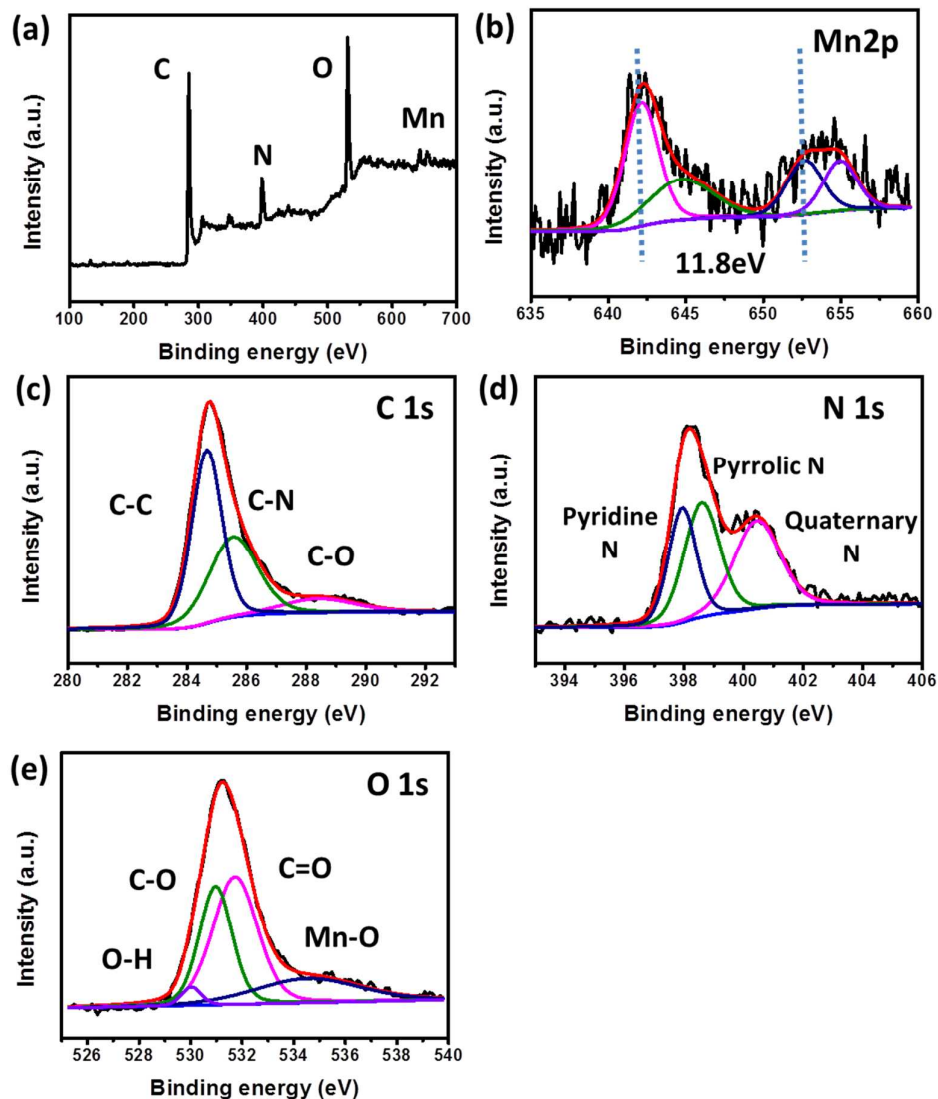 (a)
C
N
O
Mn
Intensity (a.u.)
100 200 300 400 500 600 700
Binding energy (eV)
(b)
Mn2p
11.8eV
Intensity (a.u.)
635 640 645 650 655 660
Binding energy (eV)
(c)
C 1s
C-C
C-N
C-O
Intensity (a.u.)
280 282 284 286 288 290 292
Binding energy (eV)
(d)
N 1s
Pyrrolic N
Pyridine
N
Quaternary
N
Intensity (a.u.)
394 396 398 400 402 404 406
Binding energy (eV)
(e)
O 1s
C-O
C=O
O-H
Mn-O
Intensity (a.u.)
526 528 530 532 534 536 538 540
Binding energy (eV)